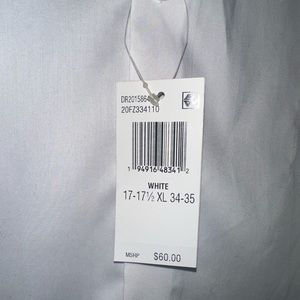 DR2015864
20FZ334110
1 94916 48341 2
WHITE
17-17½ XL 34-35
MSRP $60.00